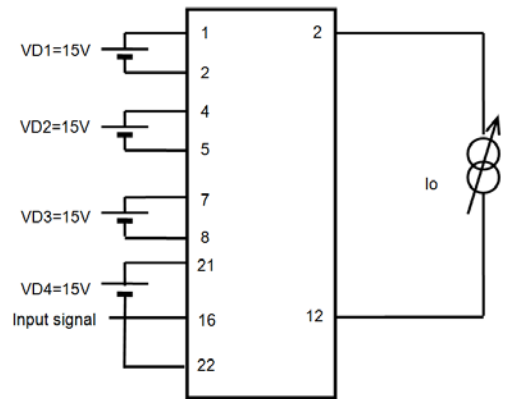 1
2
VD1=15V
2
4
VD2=15V
5
7
VD3=15V
8
Io
21
VD4=15V
Input signal
16
12
22